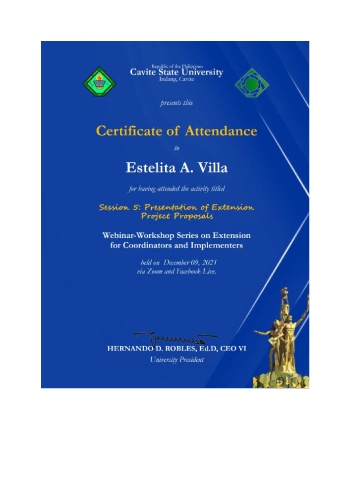 Republic of the Philippines
Cavite State University
Indang, Cavite
presents this
Certificate of Attendance
to
Estelita A. Villa
for having attended the activity titled
Session 5: Presentation of Extension
Project Proposals
Webinar-Workshop Series on Extension
for Coordinators and Implementers
held on December 09, 2021
via Zoom and Facebook Live.
HERNANDO D. ROBLES, Ed.D, CEO VI
University President